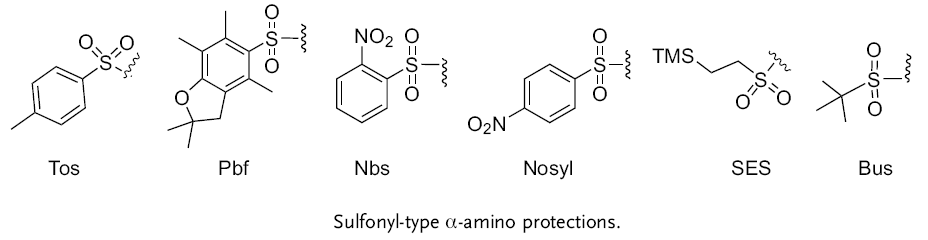 O O S
O S O
NO2 O S O
O S O O2N
TMS S O O
O S O
O
Tos Pbf Nbs Nosyl SES Bus
Sulfonyl-type α-amino protections.